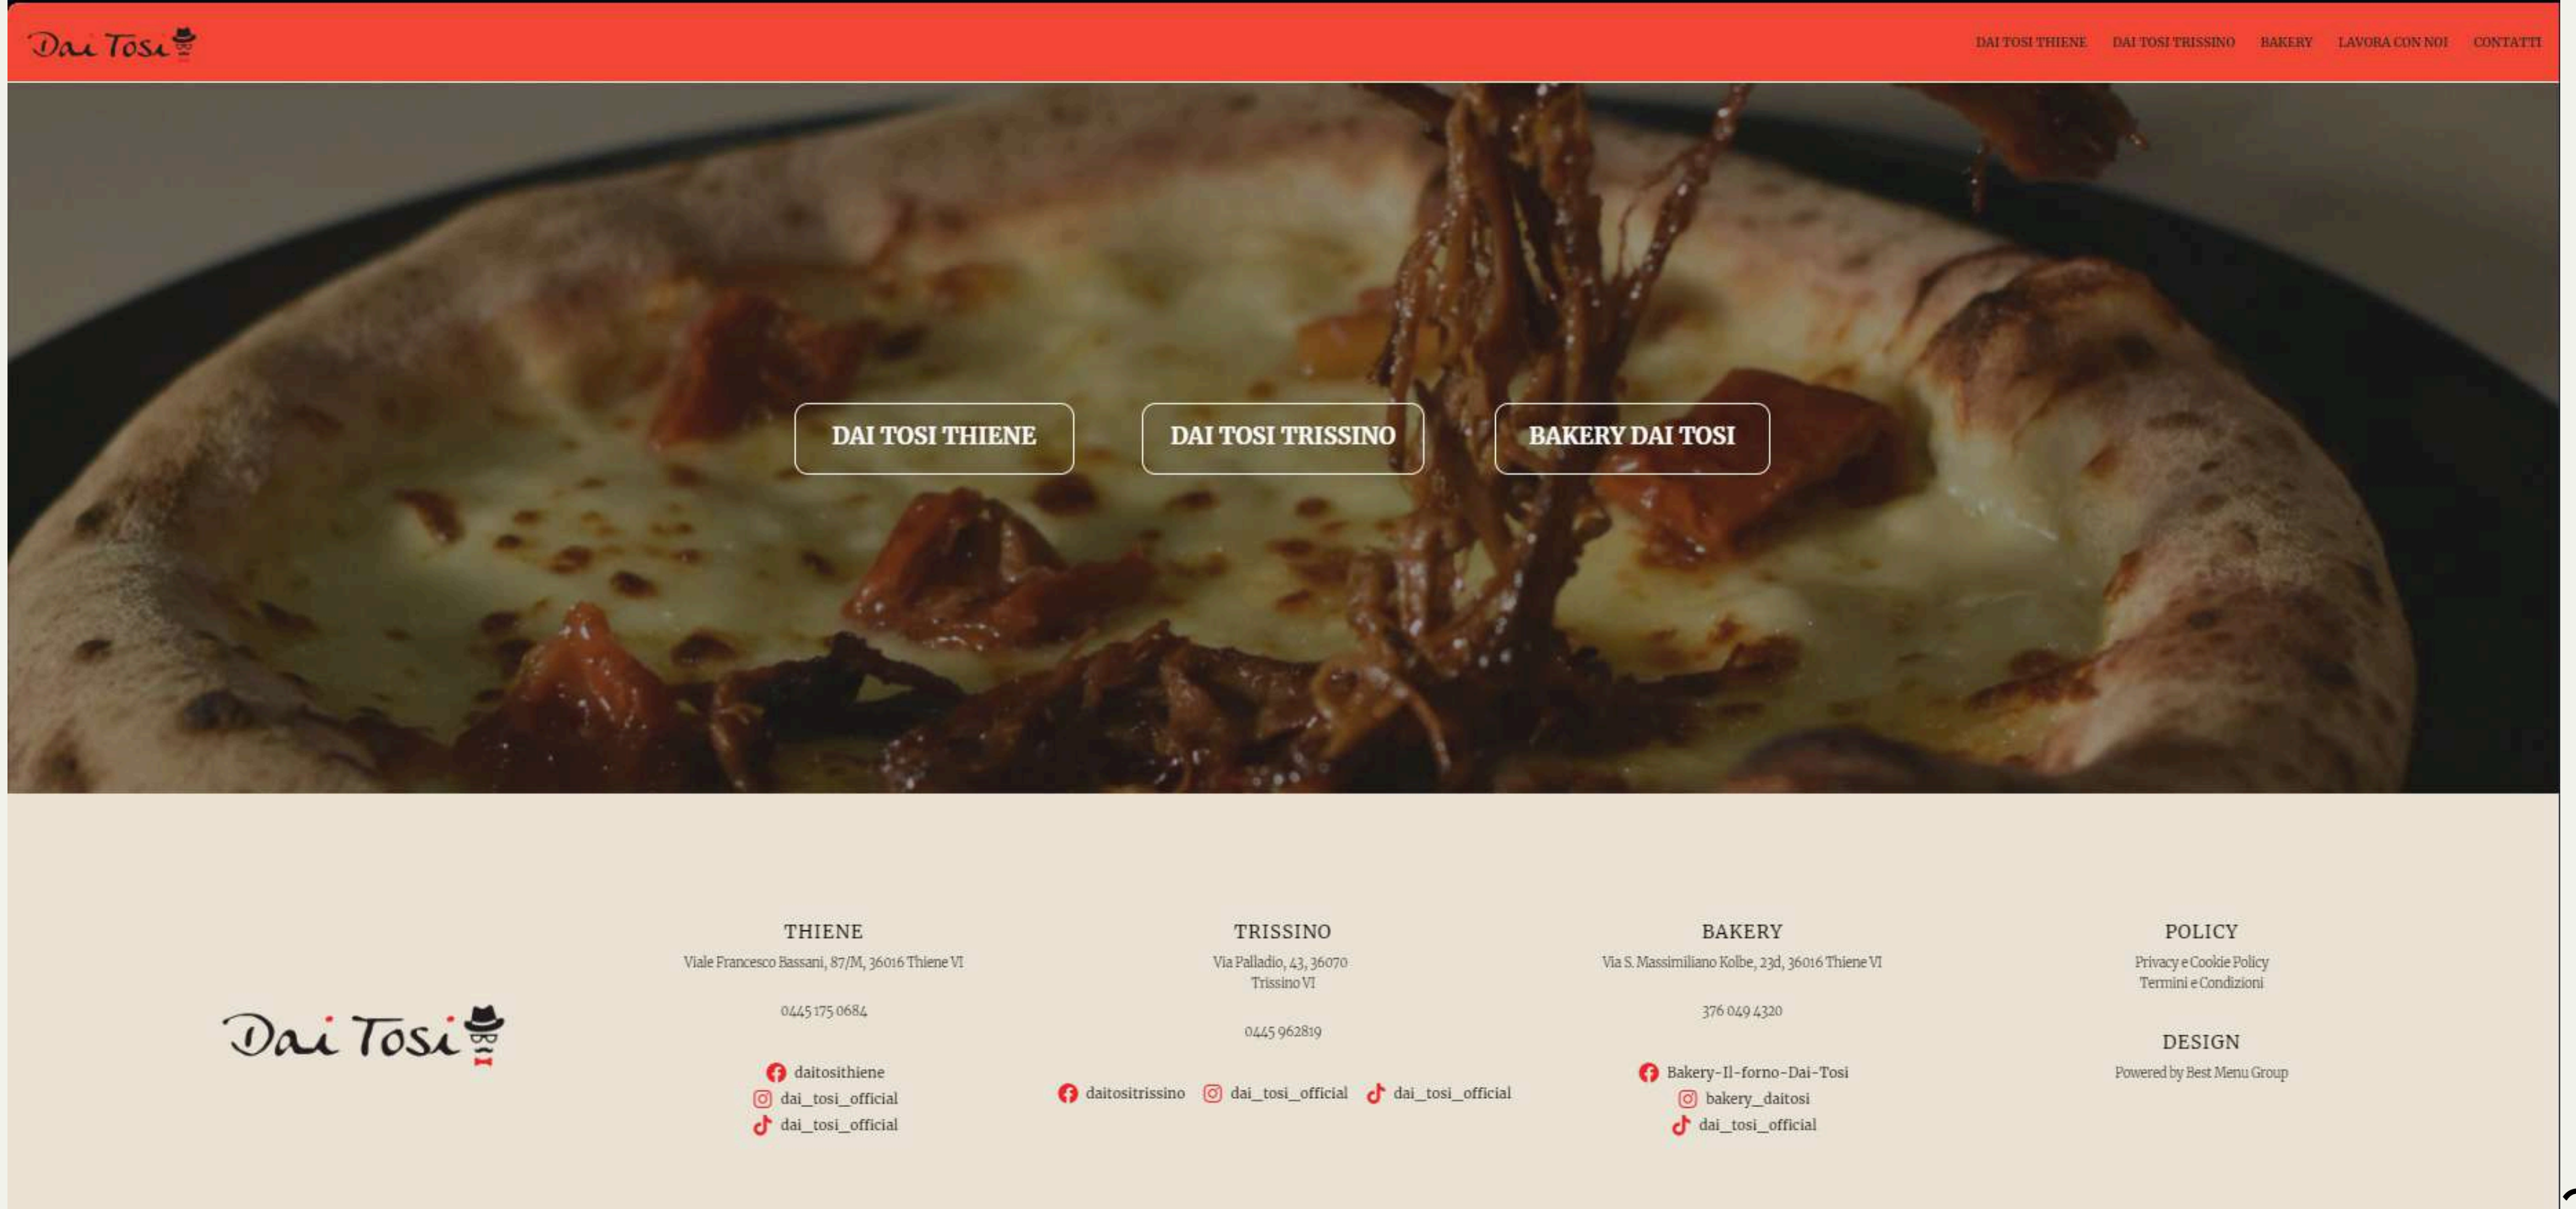 Dai Tosi
DAI TOSI THIENE
DAI TOSI TRISSINO
BAKERY
LAVORA CON NOI
CONTATTI
DAI TOSI THIENE
DAI TOSI TRISSINO
BAKERY DAI TOSI
Dai Tosi
THIENE
Viale Francesco Bassani, 87/M, 36016 Thiene VI
0445 175 0684
daitosithiene
dai_tosi_official
dai_tosi_official
TRISSINO
Via Palladio, 43, 36070
Trissino VI
0445 962819
daitositrissino
dai_tosi_official
dai_tosi_official
BAKERY
Via S. Massimiliano Kolbe, 23d, 36016 Thiene VI
376 049 4320
Bakery-Il-forno-Dai-Tosi
bakery_daitosi
dai_tosi_official
POLICY
Privacy e Cookie Policy
Termini e Condizioni
DESIGN
Powered by Best Menu Group